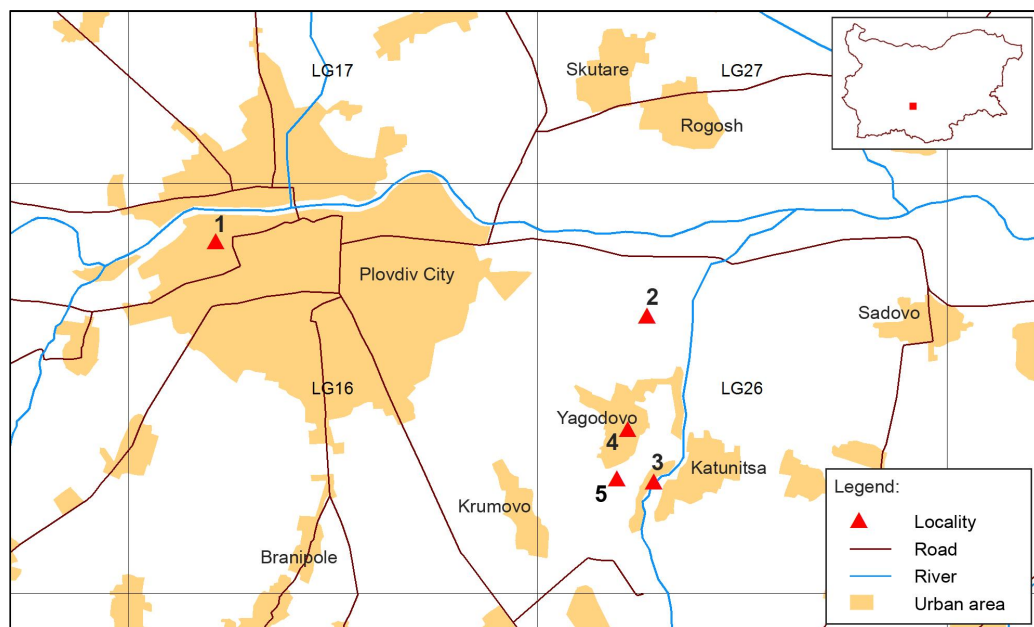 LG17
Skutare
LG27
Rogosh
1
Plovdiv City
2
Sadovo
LG16
LG26
Yagodovo
4
Katunitsa
3
5
Krumovo
Branipole
Legend:
Locality
Road
River
Urban area